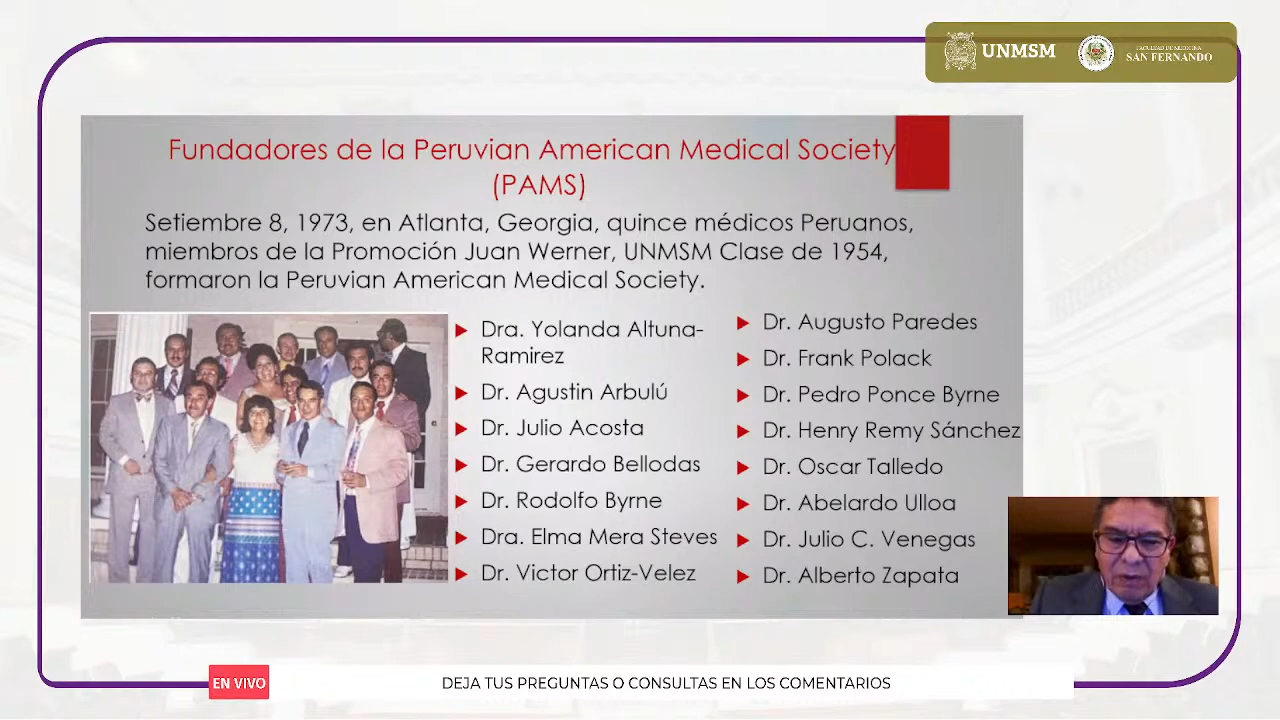 UNMSM
FACULTAD DE MEDICINA
SAN FERNANDO
Fundadores de la Peruvian American Medical Society
(PAMS)
Setiembre 8, 1973, en Atlanta, Georgia, quince médicos Peruanos,
miembros de la Promoción Juan Werner, UNMSM Clase de 1954,
formaron la Peruvian American Medical Society.
Dra. Yolanda Altuna-
Ramirez
Dr. Agustin Arbulú
Dr. Julio Acosta
Dr. Gerardo Bellodas
Dr. Rodolfo Byrne
Dra. Elma Mera Steves
Dr. Victor Ortiz-Velez
Dr. Augusto Paredes
Dr. Frank Polack
Dr. Pedro Ponce Byrne
Dr. Henry Remy Sánchez
Dr. Oscar Talledo
Dr. Abelardo Ulloa
Dr. Julio C. Venegas
Dr. Alberto Zapata
EN VIVO
DEJA TUS PREGUNTAS O CONSULTAS EN LOS COMENTARIOS